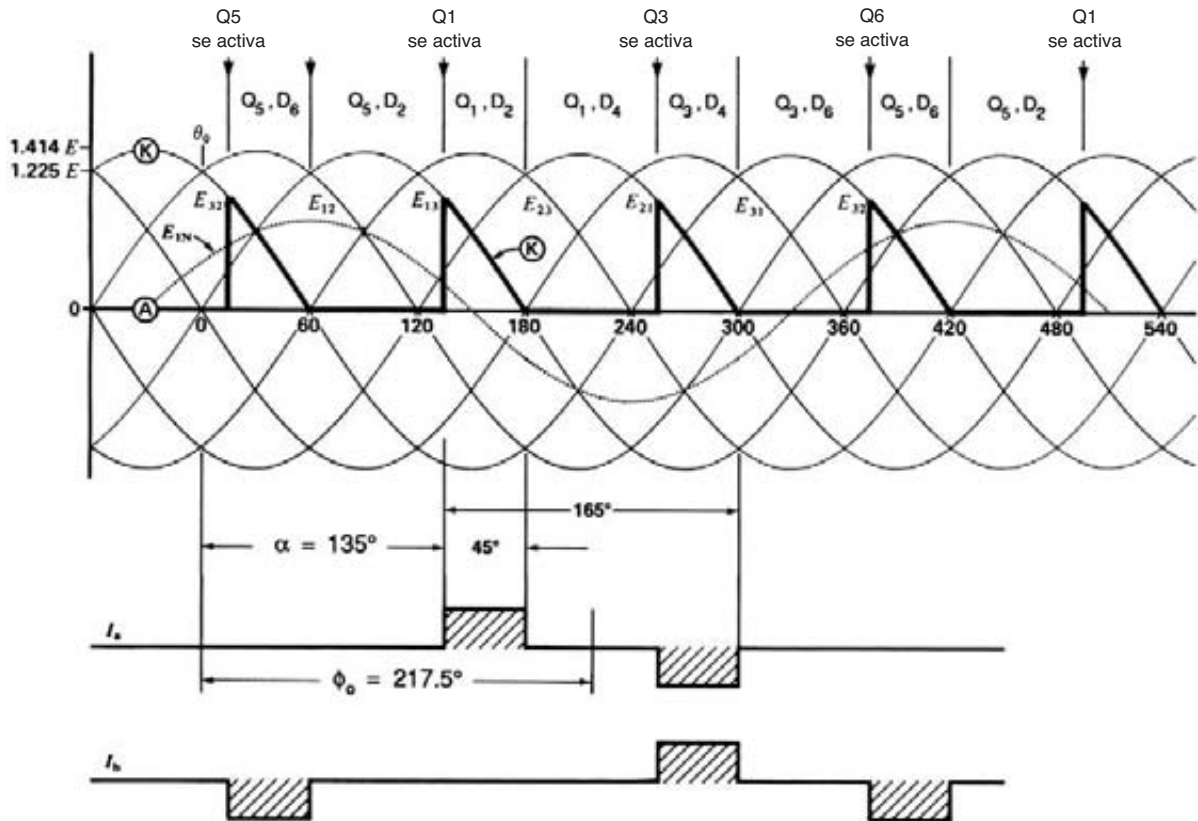 Q5
se activa
Q1
se activa
Q3
se activa
Q6
se activa
Q1
se activa
Q5, D6
Q5, D2
Q1, D2
Q1, D4
Q3, D4
Q3, D6
Q5, D6
Q5, D2
1.414 E
K
θ0
1.225 E
E32
E12
E13
E23
E21
E31
E32
E1N
K
0
A
0
60
120
180
240
300
360
420
480
540
165°
α = 135°
45°
Ia
ϕo = 217.5°
Ib